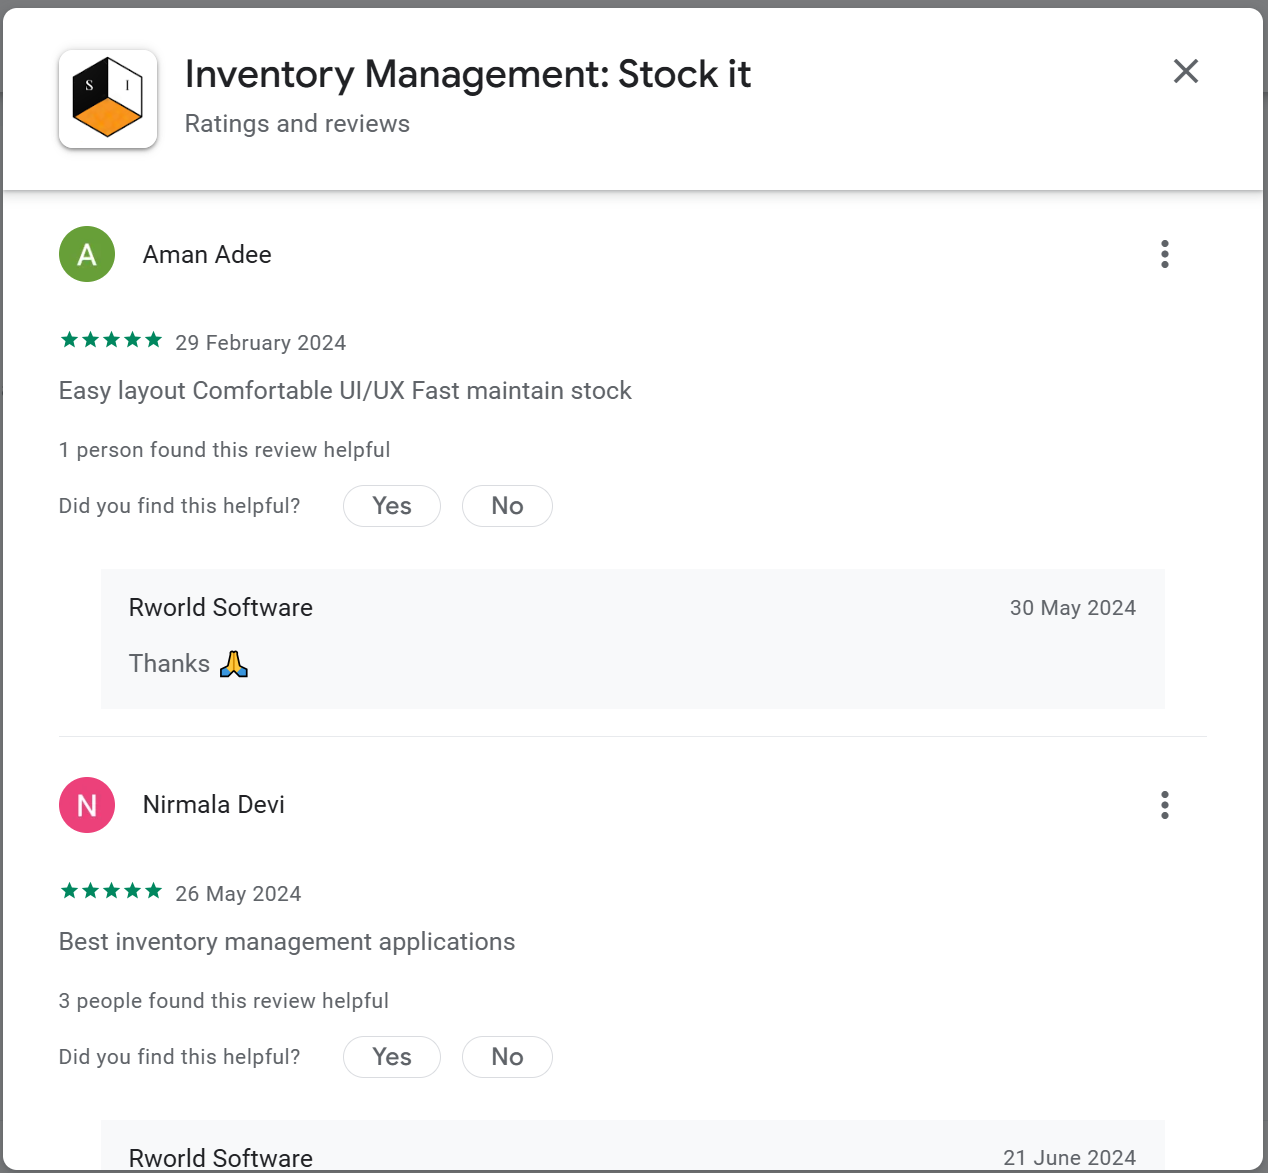 S I
Inventory Management: Stock it
Ratings and reviews
A
Aman Adee
29 February 2024
Easy layout Comfortable UI/UX Fast maintain stock
1 person found this review helpful
Did you find this helpful? Yes No
Rworld Software 30 May 2024
Thanks 🙏
N
Nirmala Devi
26 May 2024
Best inventory management applications
3 people found this review helpful
Did you find this helpful? Yes No
Rworld Software 21 June 2024